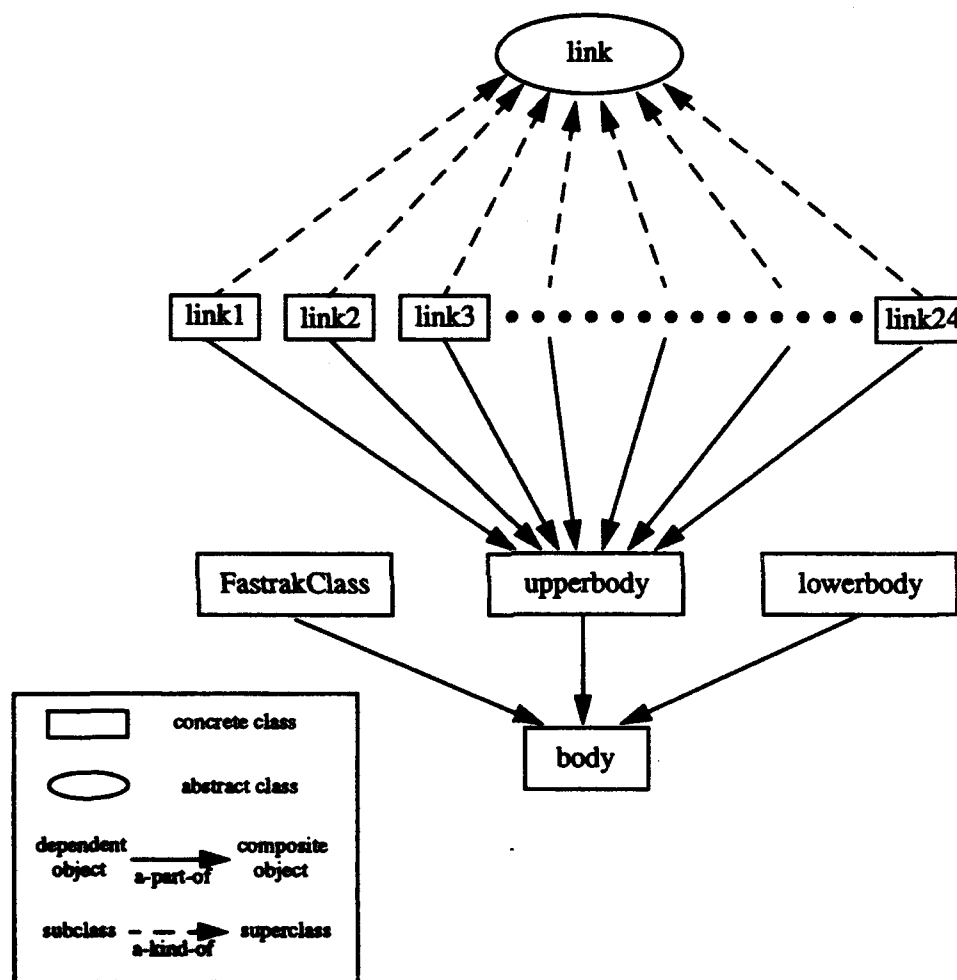 link
link1
link2
link3
link24
FastrakClass
upperbody
lowerbody
body
concrete class
abstract class
dependent
object
a-part-of
composite
object
subclass
a-kind-of
superclass